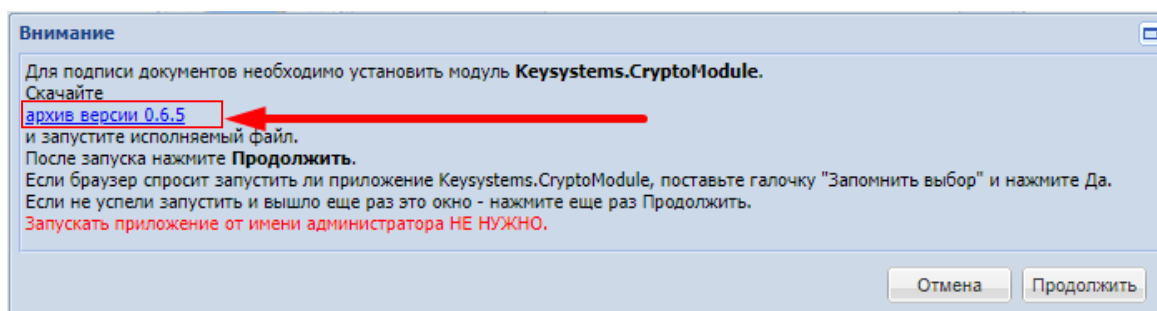 Внимание
Для подписи документов необходимо установить модуль Keysystems.CryptoModule.
Скачайте
архив версии 0.6.5
и запустите исполняемый файл.
После запуска нажмите Продолжить.
Если браузер спросит запустить ли приложение Keysystems.CryptoModule, поставьте галочку "Запомнить выбор" и нажмите Да.
Если не успели запустить и вышло еще раз это окно - нажмите еще раз Продолжить.
Запускать приложение от имени администратора НЕ НУЖНО.
Отмена Продолжить